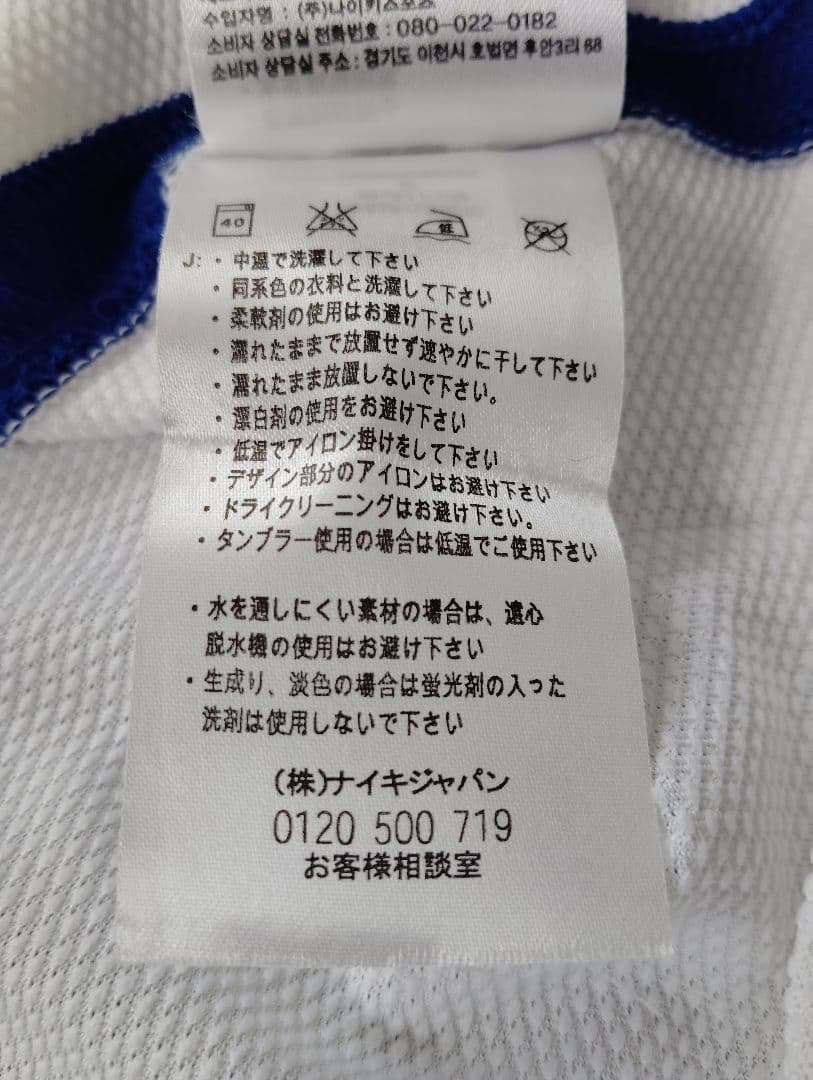 수입자명 : (주)나이키스포츠
소비자 상담실 전화번호 : 080-022-0182
소비자 상담실 주소 : 경기도 이천시 호법면 후안3리 68
40
低
J: ・中温で洗濯して下さい
・同系色の衣料と洗濯して下さい
・柔軟剤の使用はお避け下さい
・濡れたままで放置せず速やかに干して下さい
・濡れたまま放置しないで下さい。
・漂白剤の使用をお避け下さい
・低温でアイロン掛けをして下さい
・デザイン部分のアイロンはお避け下さい
・ドライクリーニングはお避け下さい。
・タンブラー使用の場合は低温でご使用下さい
・水を通しにくい素材の場合は、遠心
脱水機の使用はお避け下さい
・生成り、淡色の場合は蛍光剤の入った
洗剤は使用しないで下さい
(株)ナイキジャパン
0120 500 719
お客様相談室